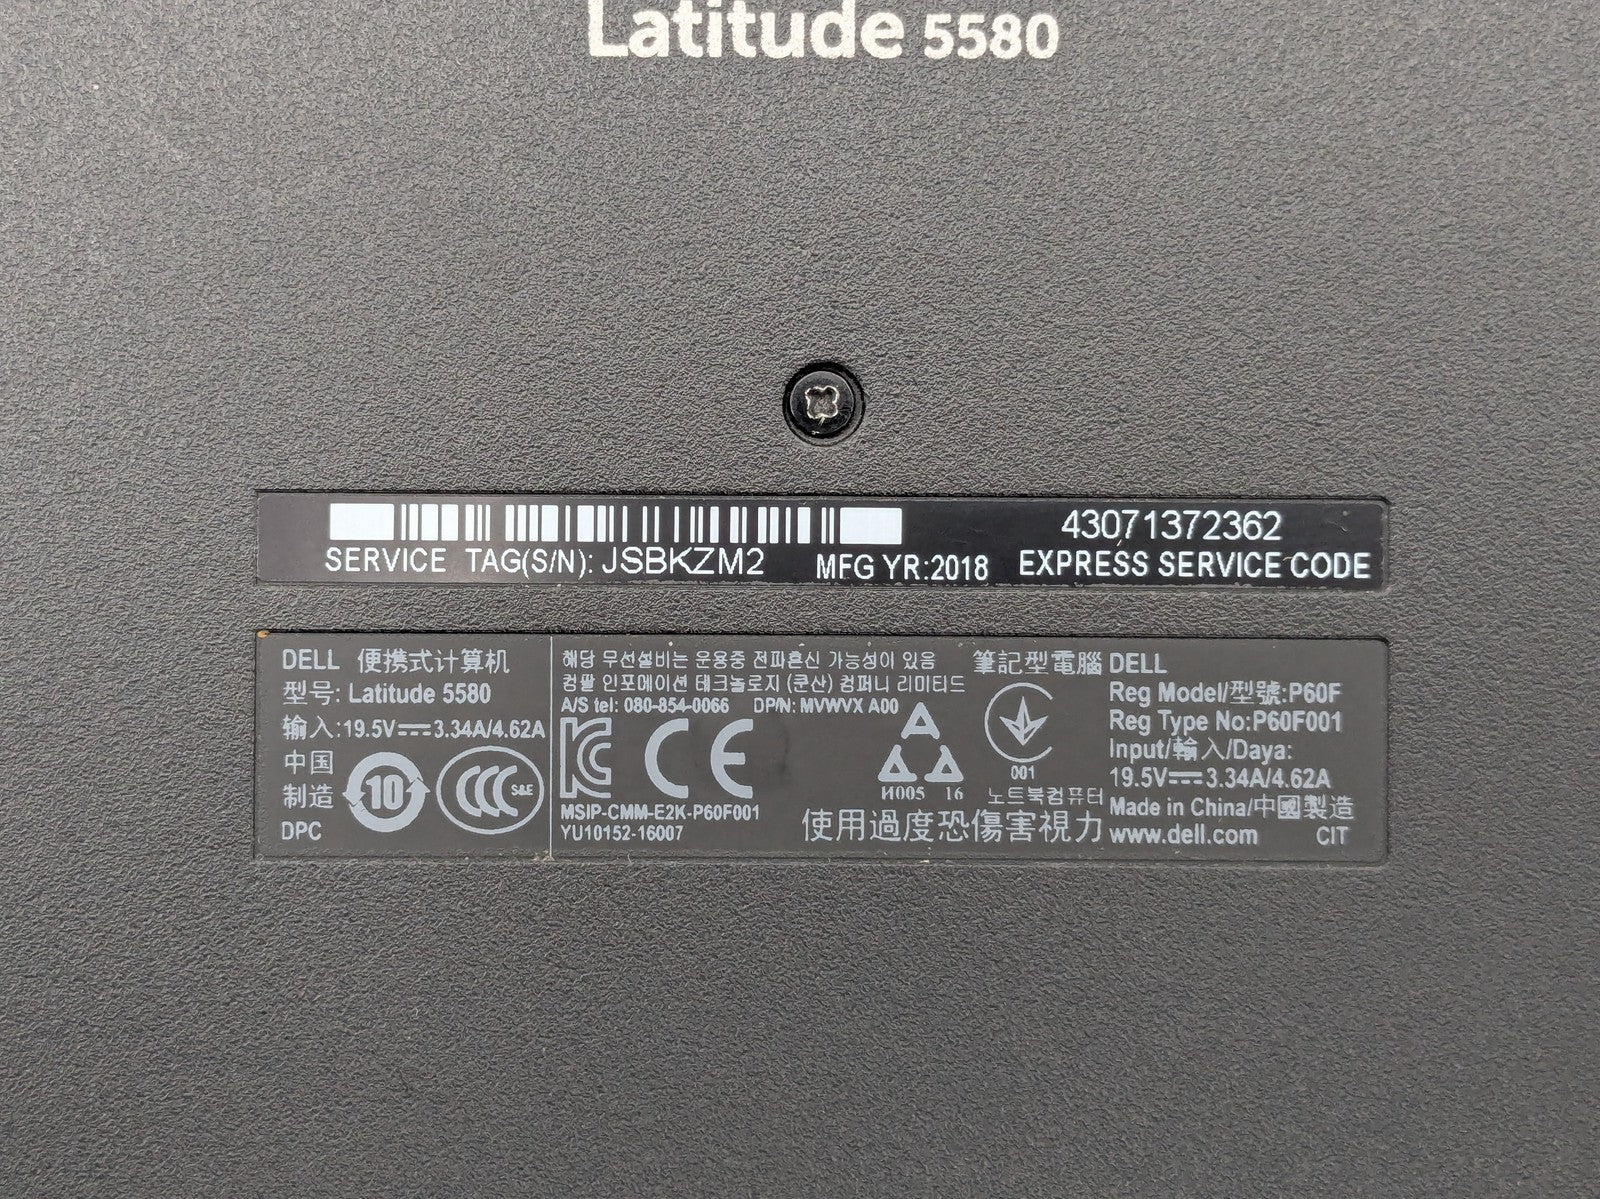 Latitude 5580
43071372362
SERVICE TAG(S/N): JSBKZM2
MFG YR:2018
EXPRESS SERVICE CODE
DELL 便携式计算机
型号: Latitude 5580
输入:19.5V⎓3.34A/4.62A
中国
制造
DPC
10
CCC S&E
해당 무선설비는 운용중 전파혼신 가능성이 있음
컴팔 인포메이션 테크놀로지 (쿤산) 컴퍼니 리미티드
A/S tel: 080-854-0066 DP/N: MVWVX A00
CE
MSIP-CMM-E2K-P60F001
YU10152-16007
И005 16
001
筆記型電腦
노트북컴퓨터
使用過度恐傷害視力
DELL
Reg Model/型號:P60F
Reg Type No:P60F001
Input/輸入/Daya:
19.5V⎓3.34A/4.62A
Made in China/中國製造
www.dell.com CIT